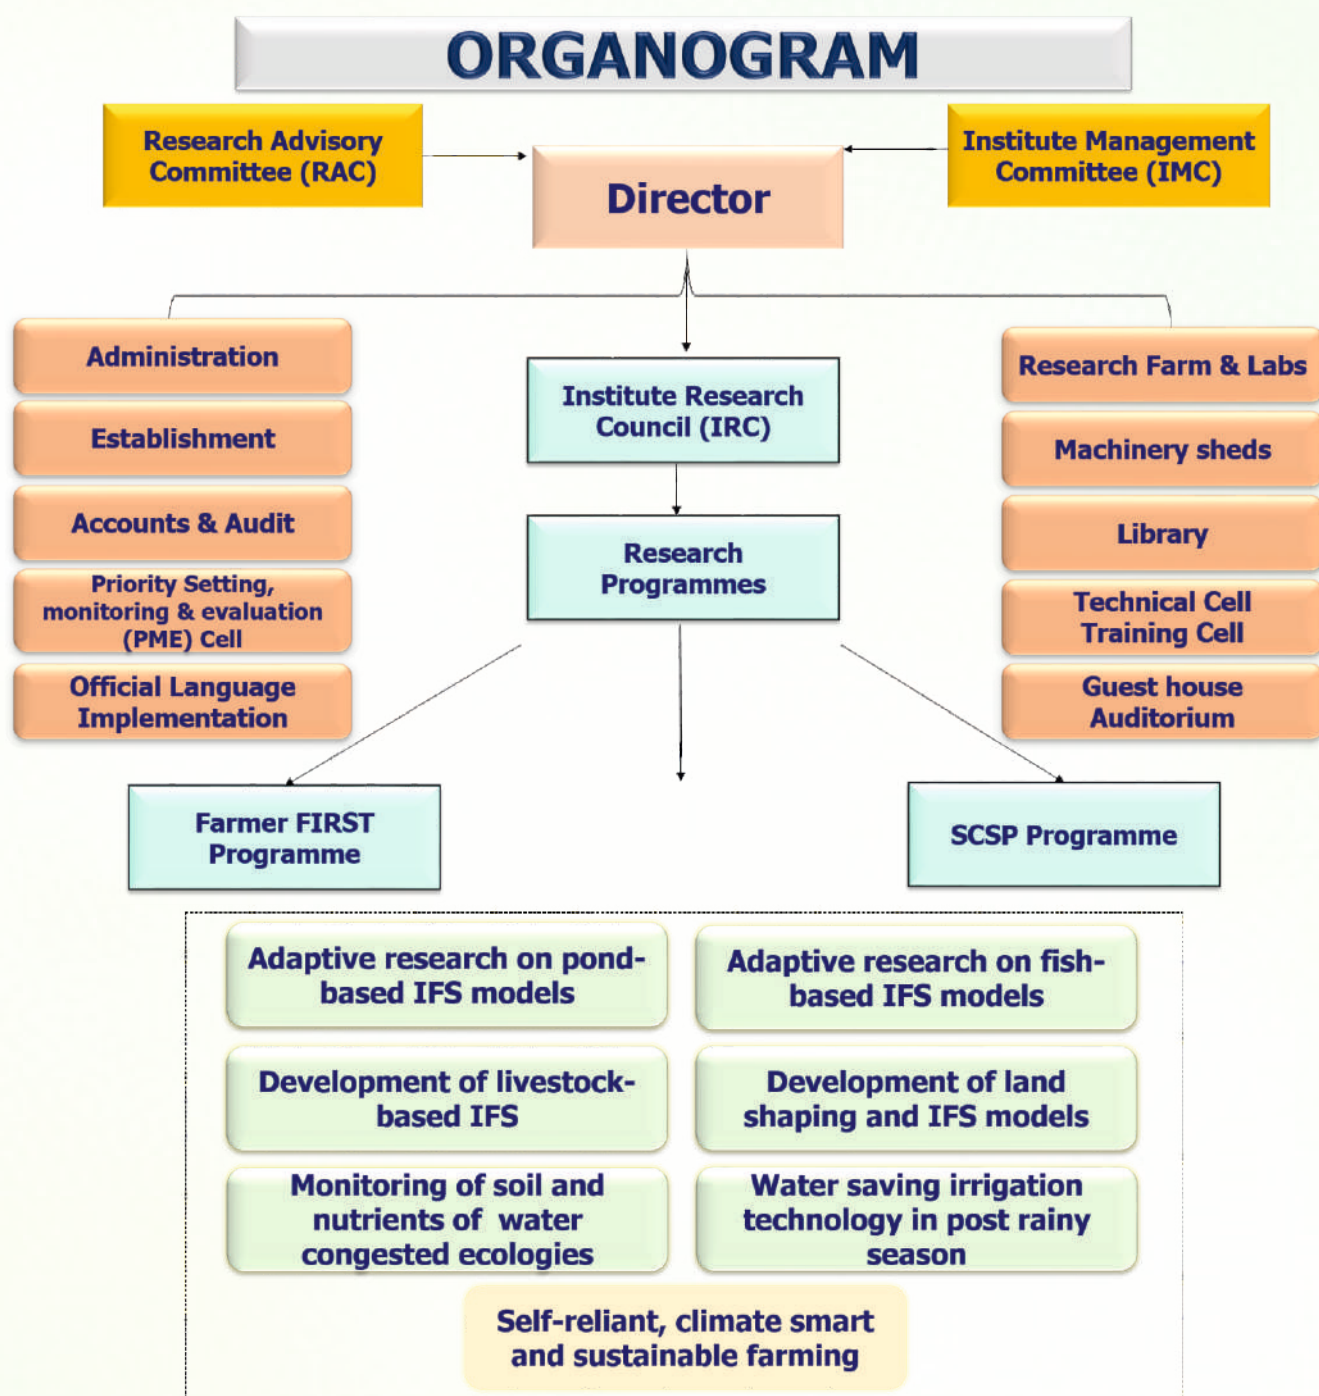 ORGANOGRAM
Research Advisory
Committee (RAC)
Institute Management
Committee (IMC)
Director
Administration
Establishment
Accounts & Audit
Priority Setting,
monitoring & evaluation
(PME) Cell
Official Language
Implementation
Institute Research
Council (IRC)
Research
Programmes
Research Farm & Labs
Machinery sheds
Library
Technical Cell
Training Cell
Guest house
Auditorium
Farmer FIRST
Programme
SCSP Programme
Adaptive research on pond-
based IFS models
Adaptive research on fish-
based IFS models
Development of livestock-
based IFS
Development of land
shaping and IFS models
Monitoring of soil and
nutrients of water
congested ecologies
Water saving irrigation
technology in post rainy
season
Self-reliant, climate smart
and sustainable farming